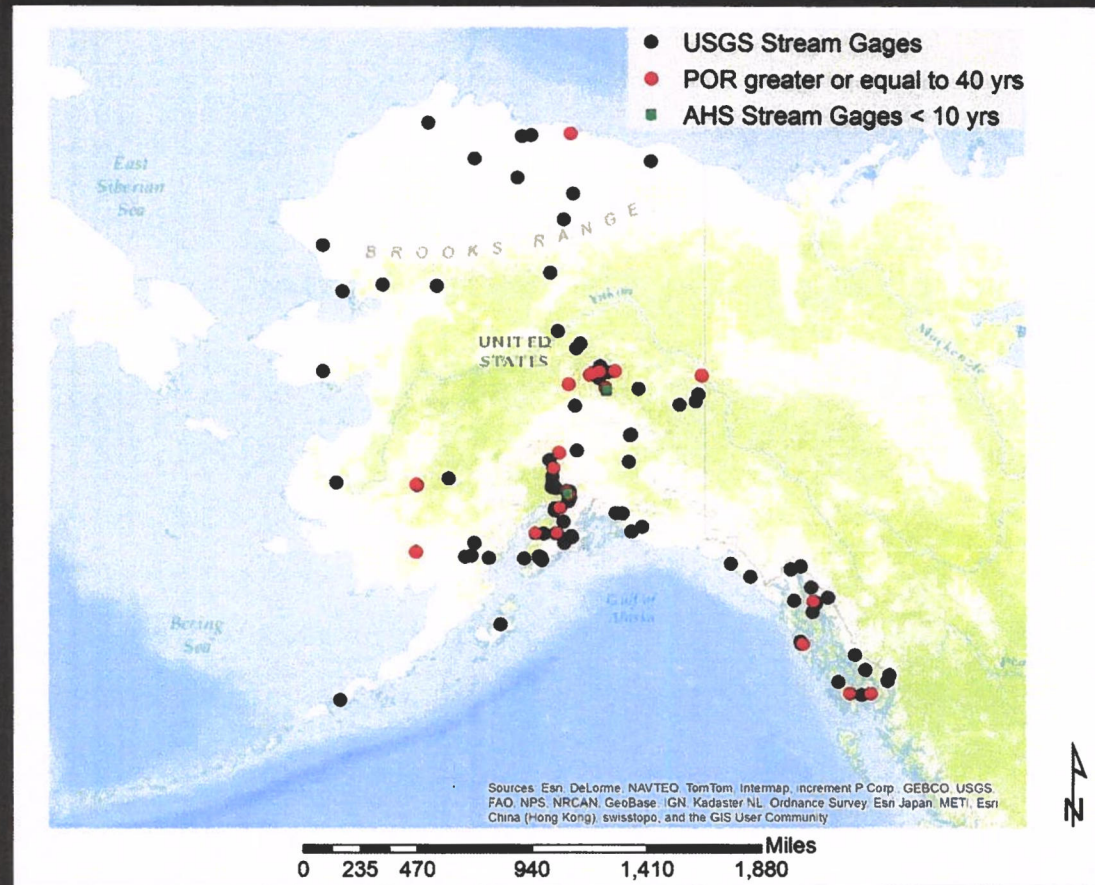 USGS Stream Gages
POR greater or equal to 40 yrs
AHS Stream Gages < 10 yrs
East
Siberian
Sea
BROOKS RANGE
Yukon
UNITED
STATES
Mackenzie
Gulf of
Alaska
Bering
Sea
Sources: Esri, DeLorme, NAVTEQ, TomTom, Intermap, increment P Corp., GEBCO, USGS,
FAO, NPS, NRCAN, GeoBase, IGN, Kadaster NL, Ordnance Survey, Esri Japan, METI, Esri
China (Hong Kong), swisstopo, and the GIS User Community
N
Miles
0 235 470 940 1,410 1,880